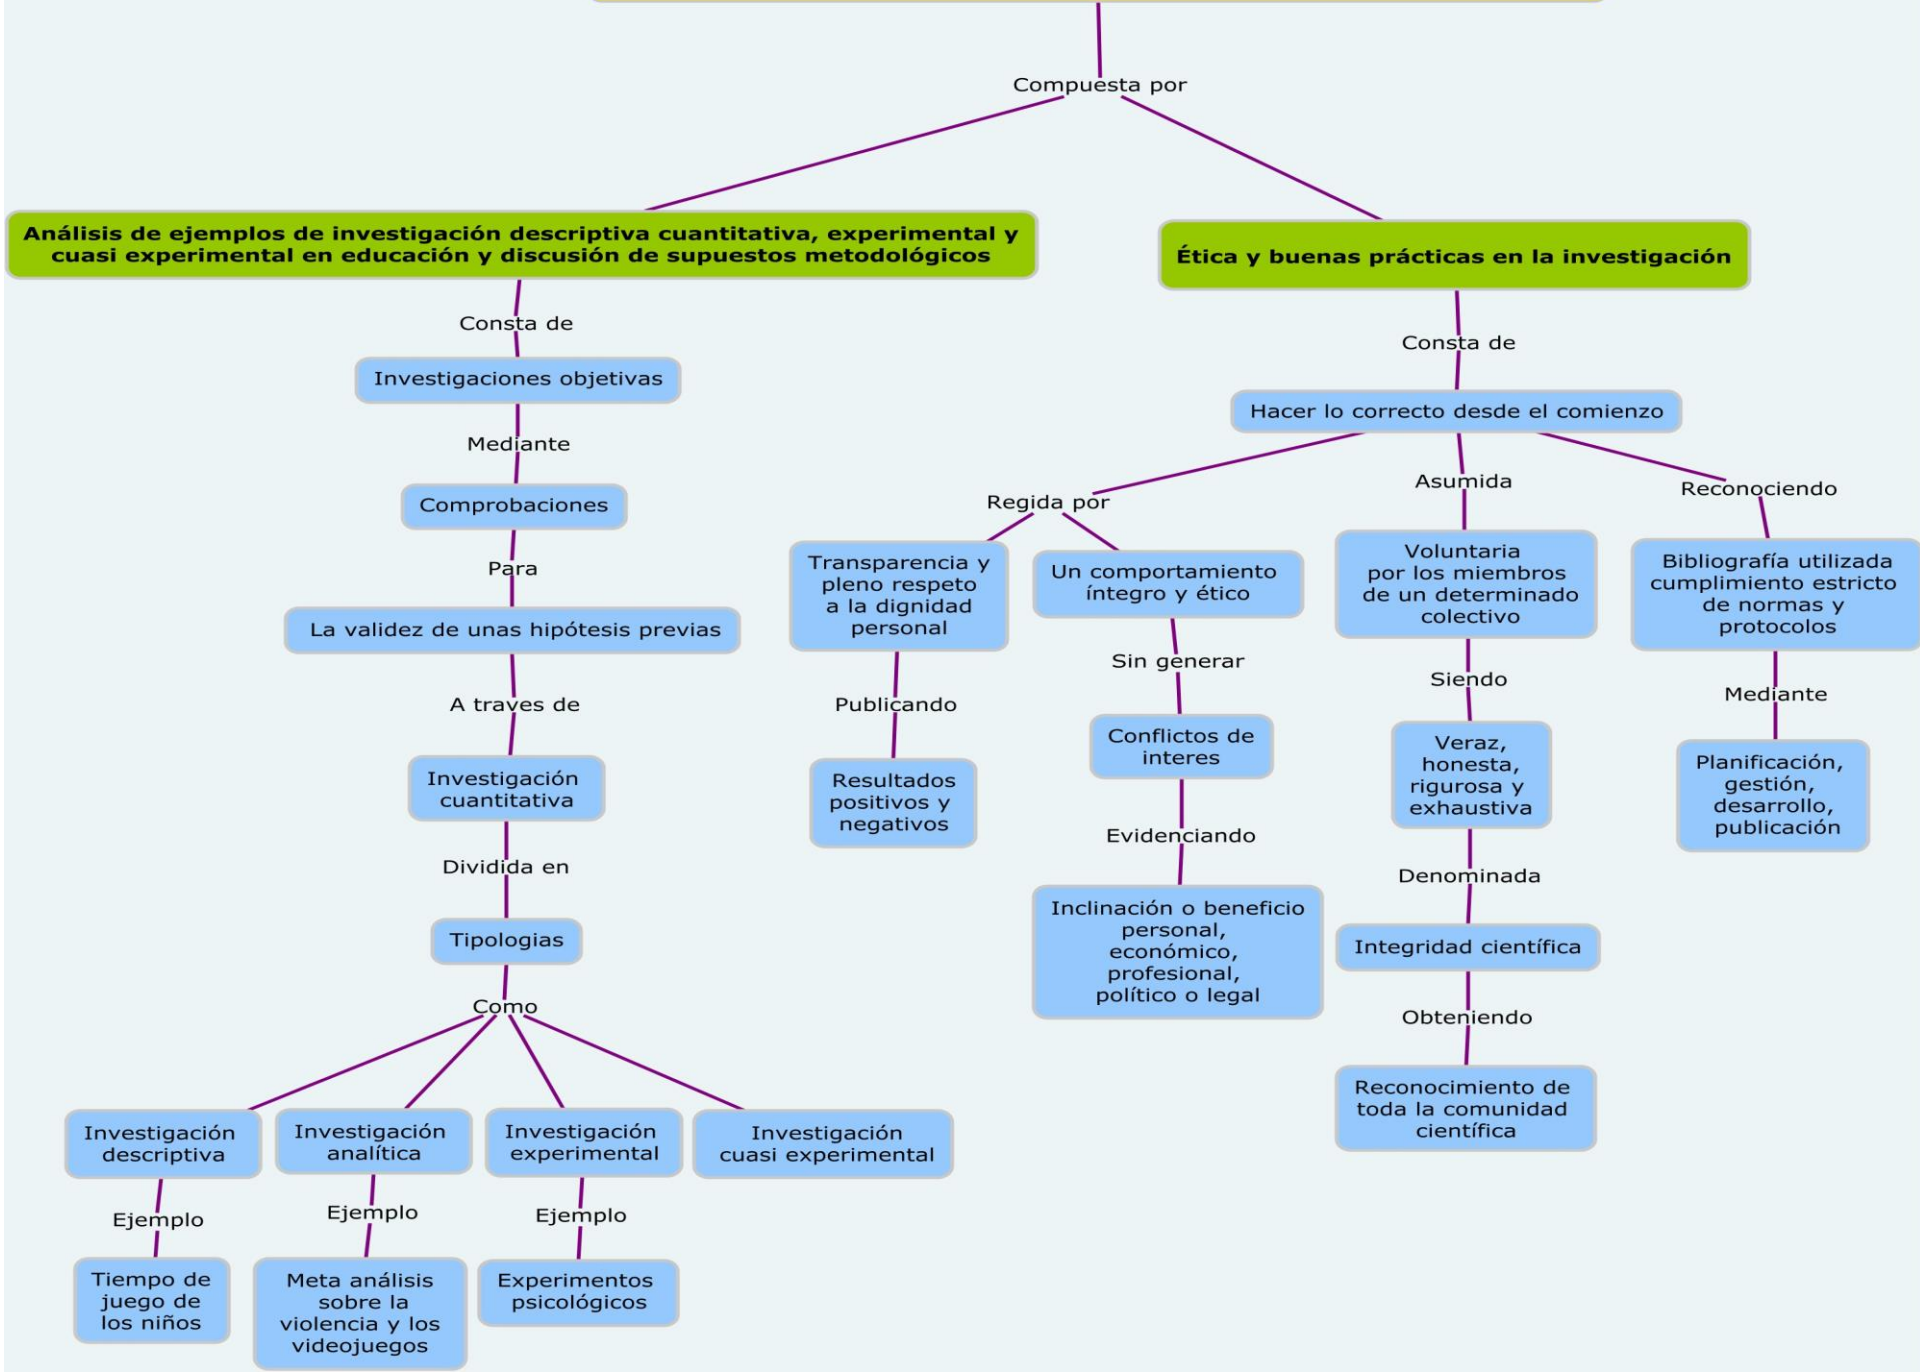 Compuesta por
Análisis de ejemplos de investigación descriptiva cuantitativa, experimental y
cuasi experimental en educación y discusión de supuestos metodológicos
Consta de
Investigaciones objetivas
Mediante
Comprobaciones
Para
La validez de unas hipótesis previas
A traves de
Investigación
cuantitativa
Dividida en
Tipologias
Como
Investigación
descriptiva
Ejemplo
Tiempo de
juego de
los niños
Investigación
analítica
Ejemplo
Meta análisis
sobre la
violencia y los
videojuegos
Investigación
experimental
Ejemplo
Experimentos
psicológicos
Investigación
cuasi experimental
Ética y buenas prácticas en la investigación
Consta de
Hacer lo correcto desde el comienzo
Regida por
Transparencia y
pleno respeto
a la dignidad
personal
Publicando
Resultados
positivos y
negativos
Un comportamiento
íntegro y ético
Sin generar
Conflictos de
interes
Evidenciando
Inclinación o beneficio
personal,
económico,
profesional,
político o legal
Asumida
Voluntaria
por los miembros
de un determinado
colectivo
Siendo
Veraz,
honesta,
rigurosa y
exhaustiva
Denominada
Integridad científica
Obteniendo
Reconocimiento de
toda la comunidad
científica
Reconociendo
Bibliografía utilizada
cumplimiento estricto
de normas y
protocolos
Mediante
Planificación,
gestión,
desarrollo,
publicación